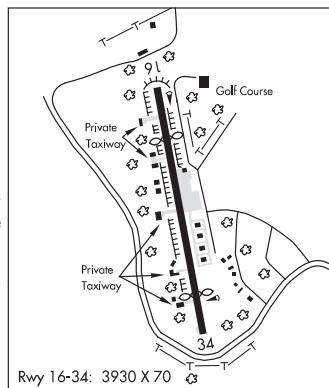 16
Golf Course
Private
Taxiway
Private
Taxiway
34
Rwy 16-34: 3930 X 70